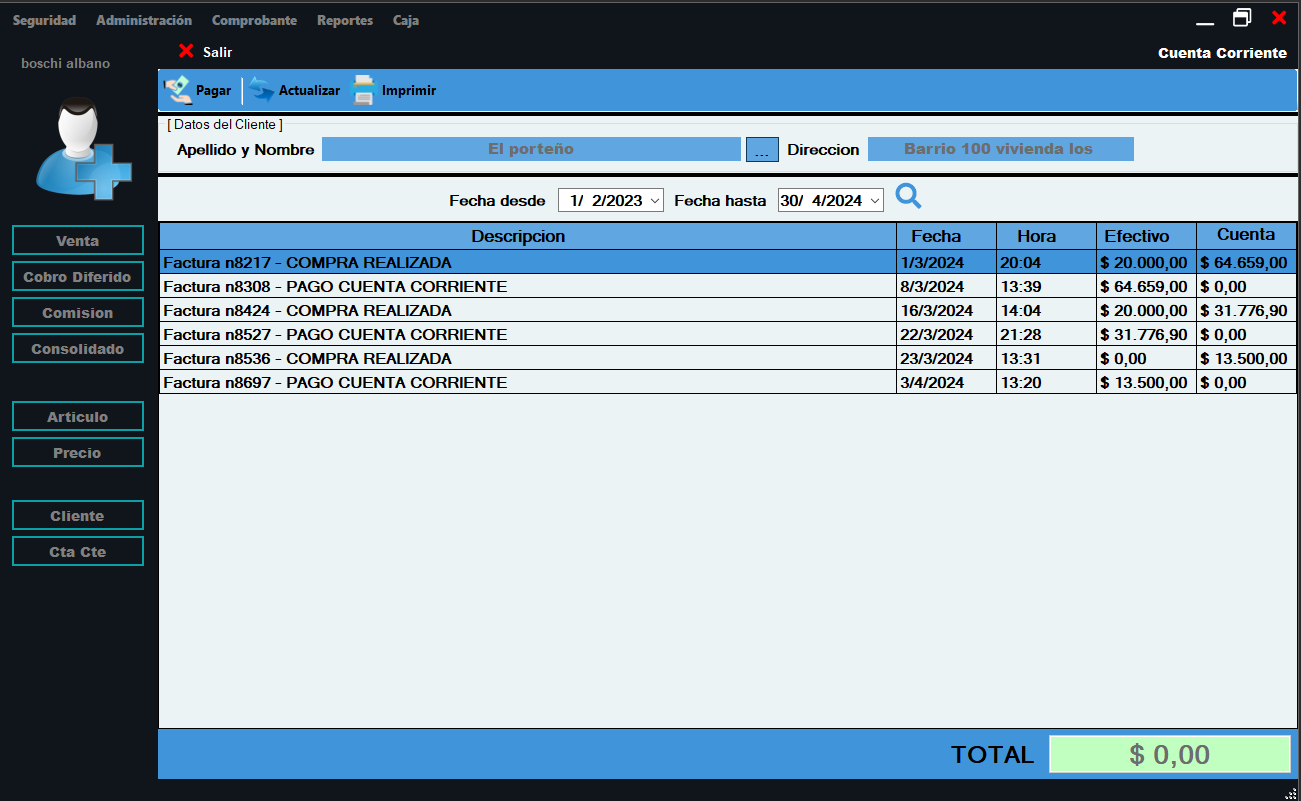 Seguridad Administración Comprobante Reportes Caja
Salir
Cuenta Corriente
boschi albano
Pagar Actualizar Imprimir
[ Datos del Cliente ]
Apellido y Nombre El porteño ... Direccion Barrio 100 vivienda los
Fecha desde 1/ 2/2023 Fecha hasta 30/ 4/2024
Descripcion Fecha Hora Efectivo Cuenta
Factura n8217 - COMPRA REALIZADA 1/3/2024 20:04 $ 20.000,00 $ 64.659,00
Factura n8308 - PAGO CUENTA CORRIENTE 8/3/2024 13:39 $ 64.659,00 $ 0,00
Factura n8424 - COMPRA REALIZADA 16/3/2024 14:04 $ 20.000,00 $ 31.776,90
Factura n8527 - PAGO CUENTA CORRIENTE 22/3/2024 21:28 $ 31.776,90 $ 0,00
Factura n8536 - COMPRA REALIZADA 23/3/2024 13:31 $ 0,00 $ 13.500,00
Factura n8697 - PAGO CUENTA CORRIENTE 3/4/2024 13:20 $ 13.500,00 $ 0,00
Venta
Cobro Diferido
Comision
Consolidado
Articulo
Precio
Cliente
Cta Cte
TOTAL $ 0,00